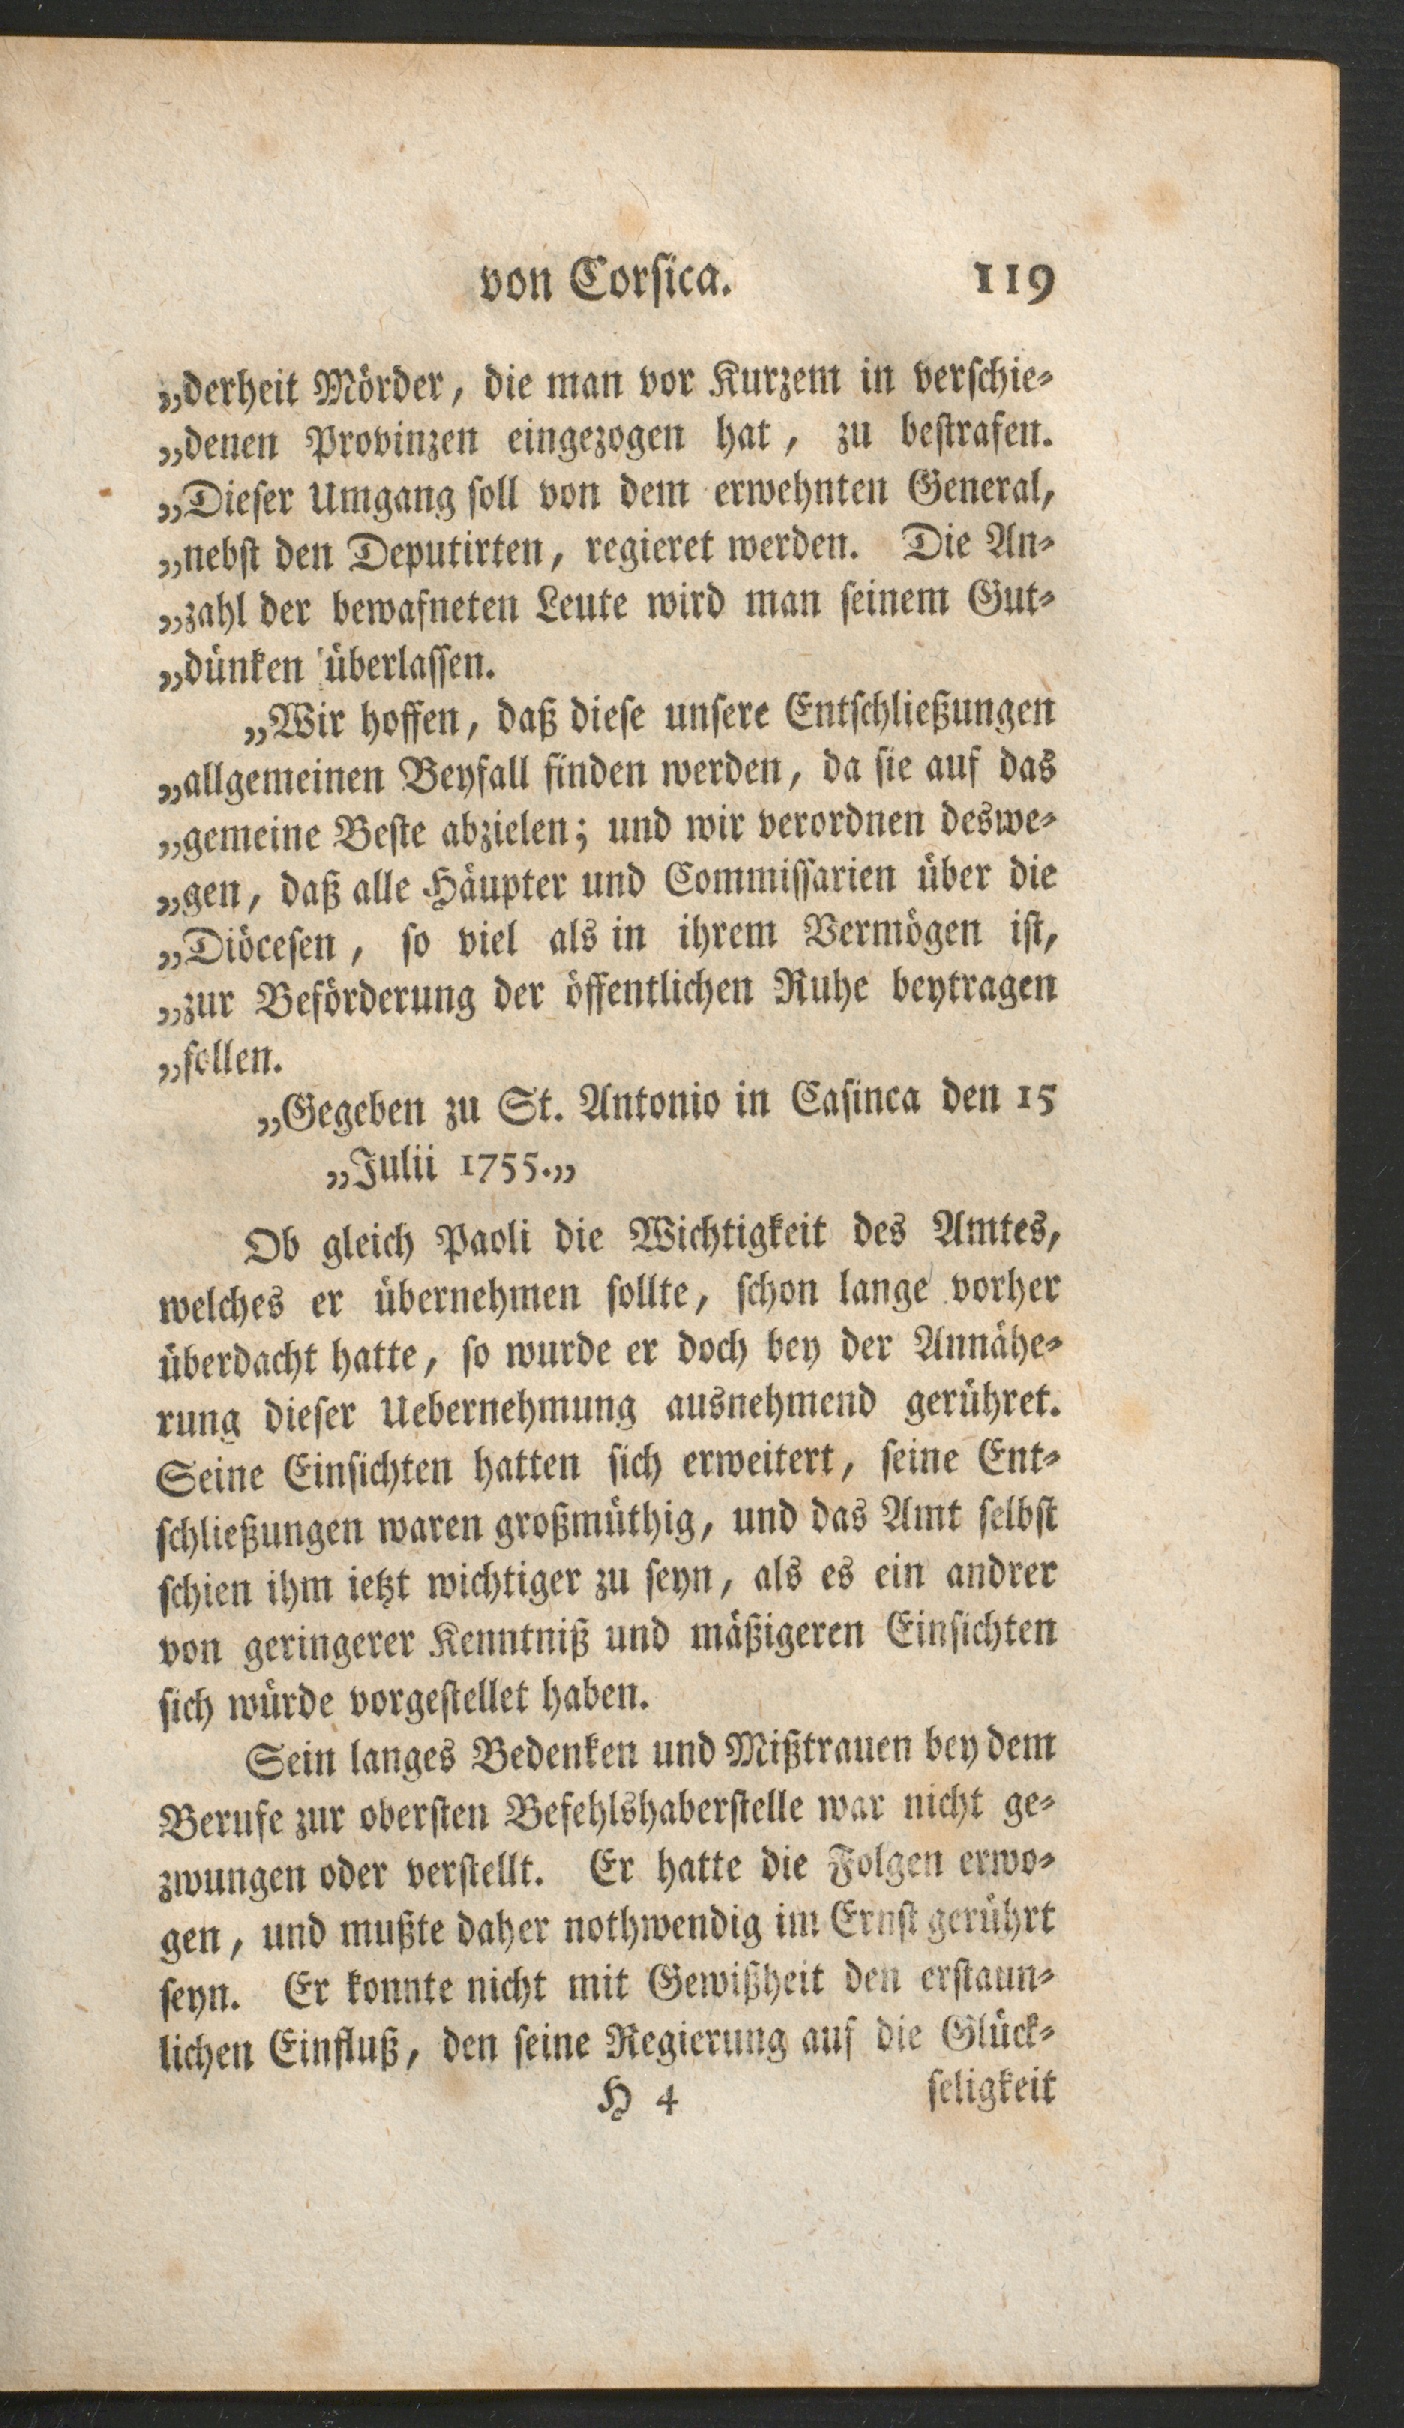 von Corsica. 119
„derheit Mörder, die man vor Kurzem in verschie-
„denen Provinzen eingezogen hat, zu bestrafen.
„Dieser Umgang soll von dem erwehnten General,
„nebst den Deputirten, regieret werden. Die An-
„zahl der bewafneten Leute wird man seinem Gut-
„dünken überlassen.
„Wir hoffen, daß diese unsere Entschließungen
„allgemeinen Beyfall finden werden, da sie auf das
„gemeine Beste abzielen; und wir verordnen deswe-
„gen, daß alle Häupter und Commissarien über die
„Diöcesen, so viel als in ihrem Vermögen ist,
„zur Beförderung der öffentlichen Ruhe beytragen
„sollen.
„Gegeben zu St. Antonio in Casinca den 15
„Julii 1755.„
Ob gleich Paoli die Wichtigkeit des Amtes,
welches er übernehmen sollte, schon lange vorher
überdacht hatte, so wurde er doch bey der Annähe-
rung dieser Uebernehmung ausnehmend gerühret.
Seine Einsichten hatten sich erweitert, seine Ent-
schließungen waren großmüthig, und das Amt selbst
schien ihm ietzt wichtiger zu seyn, als es ein andrer
von geringerer Kenntniß und mäßigeren Einsichten
sich würde vorgestellet haben.
Sein langes Bedenken und Mißtrauen bey dem
Berufe zur obersten Befehlshaberstelle war nicht ge-
zwungen oder verstellt. Er hatte die Folgen erwo-
gen, und mußte daher nothwendig im Ernst gerührt
seyn. Er konnte nicht mit Gewißheit den erstaun-
lichen Einfluß, den seine Regierung auf die Glück-
H 4 seligkeit